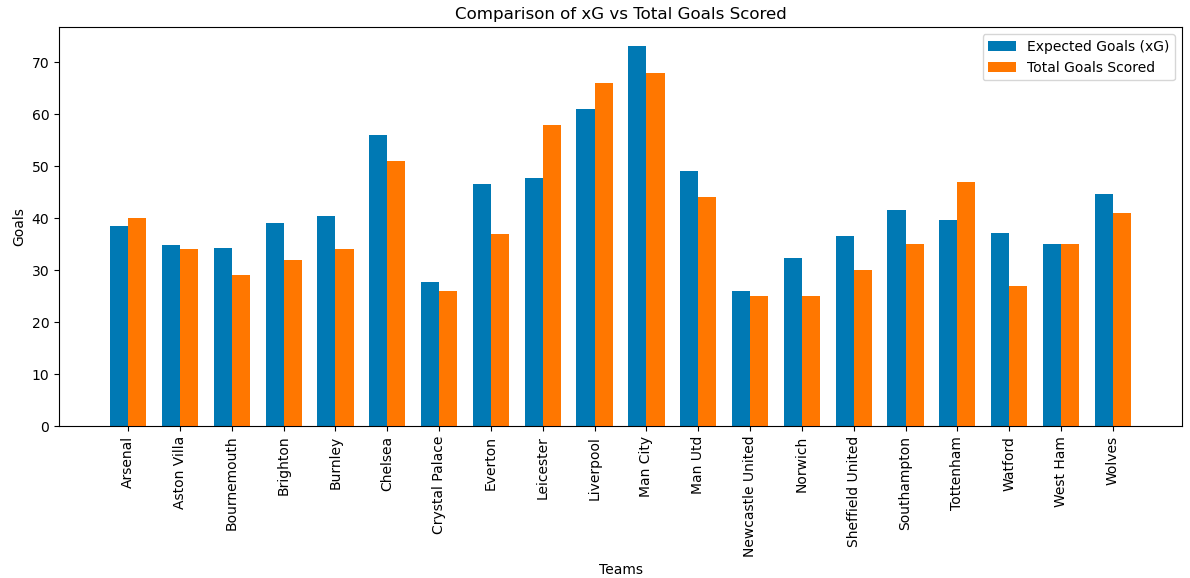 Comparison of xG vs Total Goals Scored
Expected Goals (xG)
Total Goals Scored
Goals
70
60
50
40
30
20
10
0
Arsenal
Aston Villa
Bournemouth
Brighton
Burnley
Chelsea
Crystal Palace
Everton
Leicester
Liverpool
Man City
Man Utd
Newcastle United
Norwich
Sheffield United
Southampton
Tottenham
Watford
West Ham
Wolves
Teams